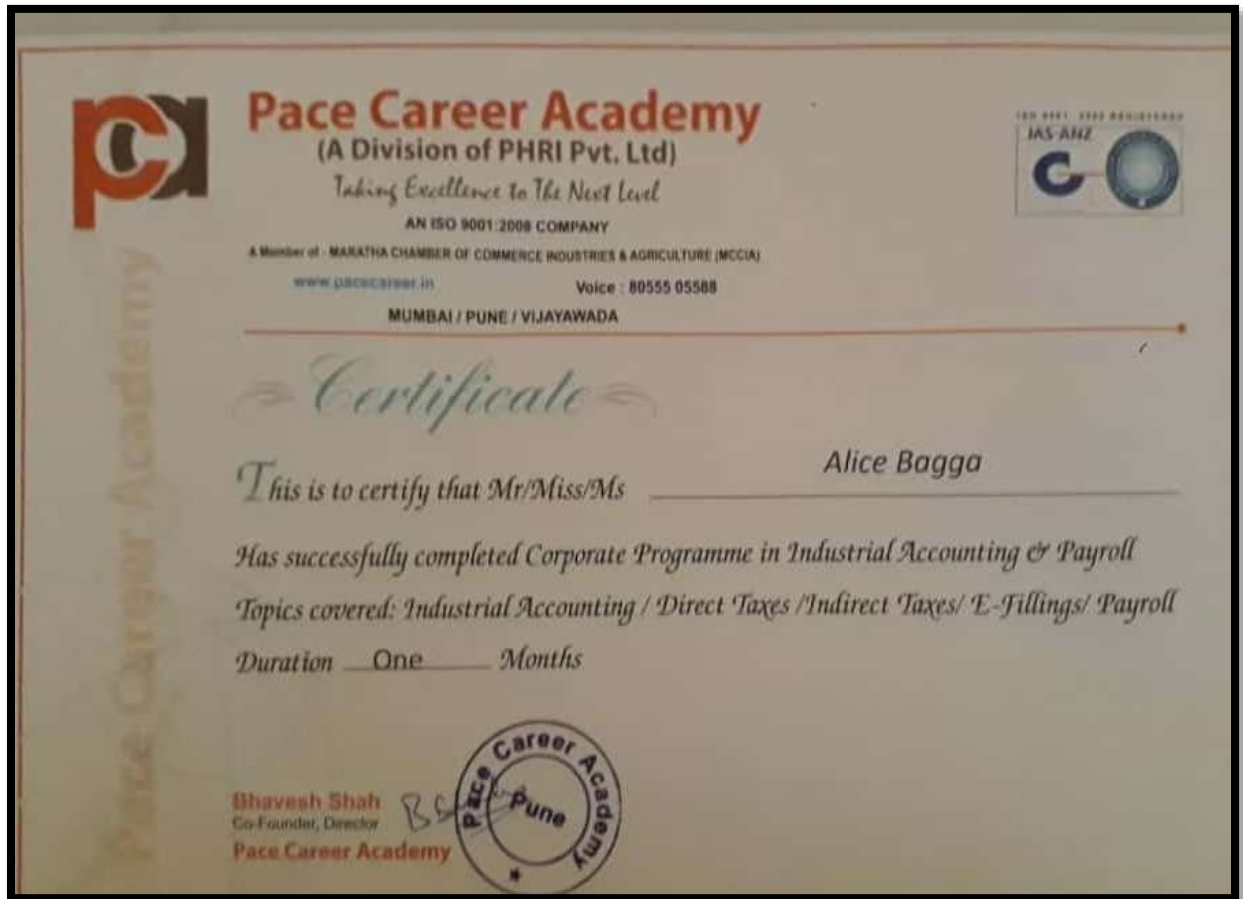 Pace Career Academy
(A Division of PHRI Pvt. Ltd)
Taking Excellence to The Next Level
AN ISO 9001:2008 COMPANY
A Member of - MARATHA CHAMBER OF COMMERCE INDUSTRIES & AGRICULTURE (MCCIA)
www.pacecareer.in Voice : 80555 05588
MUMBAI / PUNE / VIJAYAWADA
pca
JAS-ANZ
Pace Career Academy
Certificate
This is to certify that Mr/Miss/Ms Alice Bagga
Has successfully completed Corporate Programme in Industrial Accounting & Payroll
Topics covered: Industrial Accounting / Direct Taxes /Indirect Taxes/ E-Fillings/ Payroll
Duration One Months
Bhavesh Shah
Co-Founder, Director
Pace Career Academy
Pace Career Academy
Pune